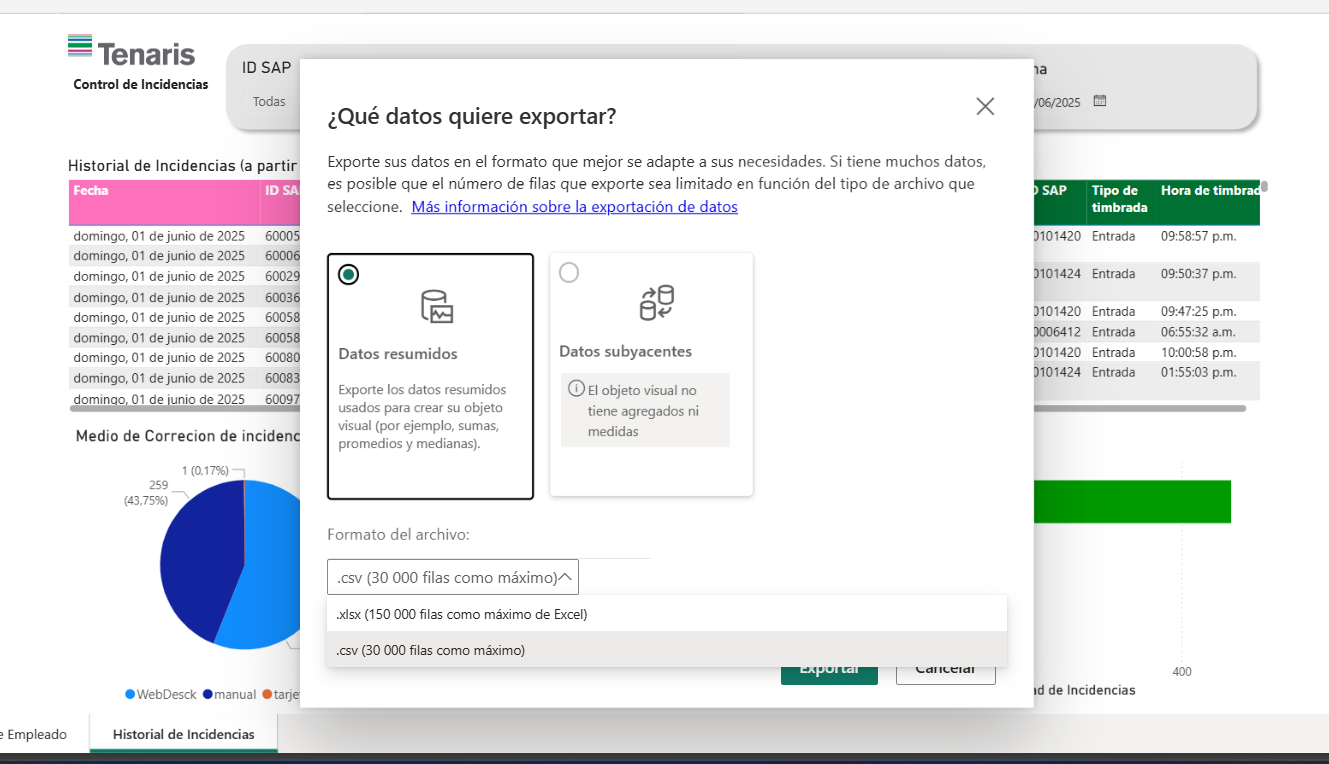 Tenaris
Control de Incidencias
ID SAP
Todas
/06/2025
¿Qué datos quiere exportar?
Exporte sus datos en el formato que mejor se adapte a sus necesidades. Si tiene muchos datos,
es posible que el número de filas que exporte sea limitado en función del tipo de archivo que
seleccione. Más información sobre la exportación de datos
Datos resumidos
Exporte los datos resumidos
usados para crear su objeto
visual (por ejemplo, sumas,
promedios y medianas).
Datos subyacentes
El objeto visual no
tiene agregados ni
medidas
Formato del archivo:
.csv (30 000 filas como máximo)
.xlsx (150 000 filas como máximo de Excel)
.csv (30 000 filas como máximo)
Exportar
Cancelar
Historial de Incidencias (a partir
Fecha ID SA
domingo, 01 de junio de 2025 60005
domingo, 01 de junio de 2025 60006
domingo, 01 de junio de 2025 60029
domingo, 01 de junio de 2025 60036
domingo, 01 de junio de 2025 60058
domingo, 01 de junio de 2025 60058
domingo, 01 de junio de 2025 60080
domingo, 01 de junio de 2025 60083
domingo, 01 de junio de 2025 60097
SAP Tipo de Hora de timbrad
timbrada
0101420 Entrada 09:58:57 p.m.
0101424 Entrada 09:50:37 p.m.
0101420 Entrada 09:47:25 p.m.
0006412 Entrada 06:55:32 a.m.
0101420 Entrada 10:00:58 p.m.
0101424 Entrada 01:55:03 p.m.
Medio de Correcion de incidenc
1 (0,17%)
259
(43,75%)
WebDesck manual tarje
400
d de Incidencias
e Empleado
Historial de Incidencias